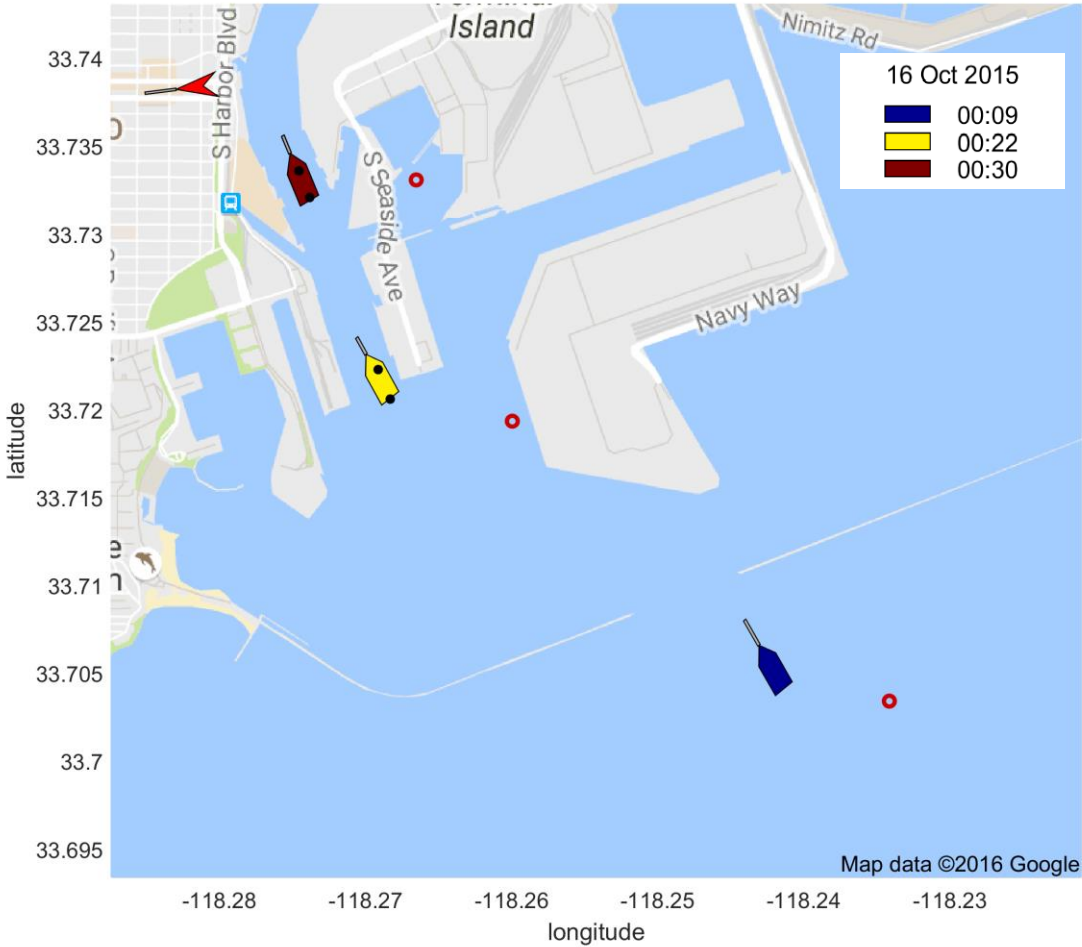 Island
Nimitz Rd
S Harbor Blvd
S Seaside Ave
Navy Way
16 Oct 2015
00:09
00:22
00:30
latitude
33.74
33.735
33.73
33.725
33.72
33.715
33.71
33.705
33.7
33.695
Map data ©2016 Google
-118.28
-118.27
-118.26
-118.25
-118.24
-118.23
longitude